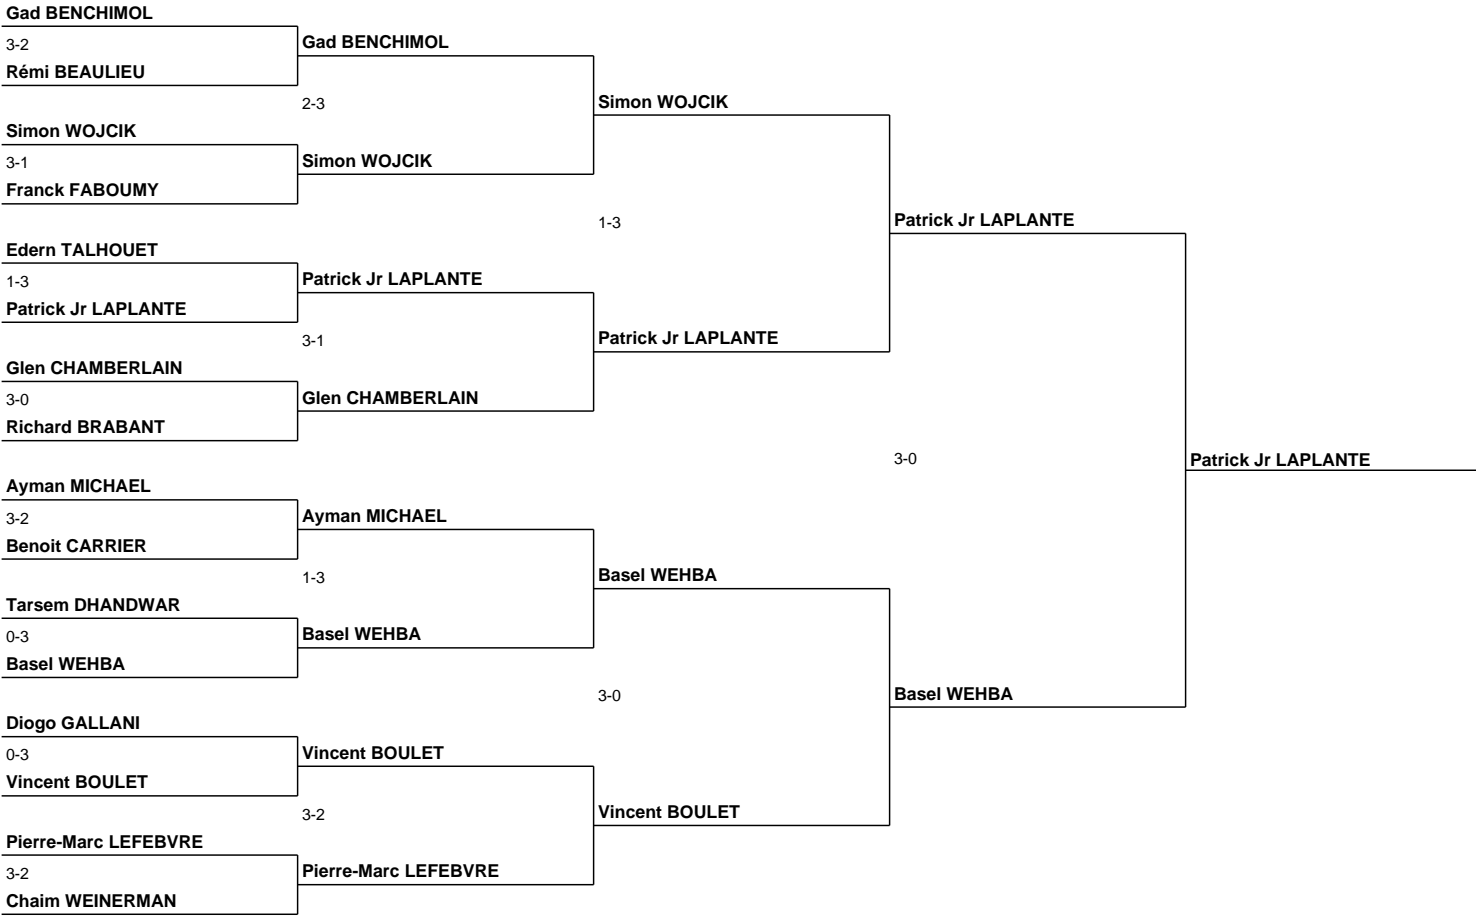 Gad BENCHIMOL
3-2
Rémi BEAULIEU
Simon WOJCIK
3-1
Franck FABOUMY
Edern TALHOUET
1-3
Patrick Jr LAPLANTE
Glen CHAMBERLAIN
3-0
Richard BRABANT
Ayman MICHAEL
3-2
Benoit CARRIER
Tarsem DHANDWAR
0-3
Basel WEHBA
Diogo GALLANI
0-3
Vincent BOULET
Pierre-Marc LEFEBVRE
3-2
Chaim WEINERMAN
Gad BENCHIMOL
2-3
Simon WOJCIK
Patrick Jr LAPLANTE
3-1
Glen CHAMBERLAIN
Ayman MICHAEL
1-3
Basel WEHBA
Vincent BOULET
3-2
Pierre-Marc LEFEBVRE
Simon WOJCIK
1-3
Patrick Jr LAPLANTE
Basel WEHBA
3-0
Vincent BOULET
Patrick Jr LAPLANTE
3-0
Basel WEHBA
Patrick Jr LAPLANTE